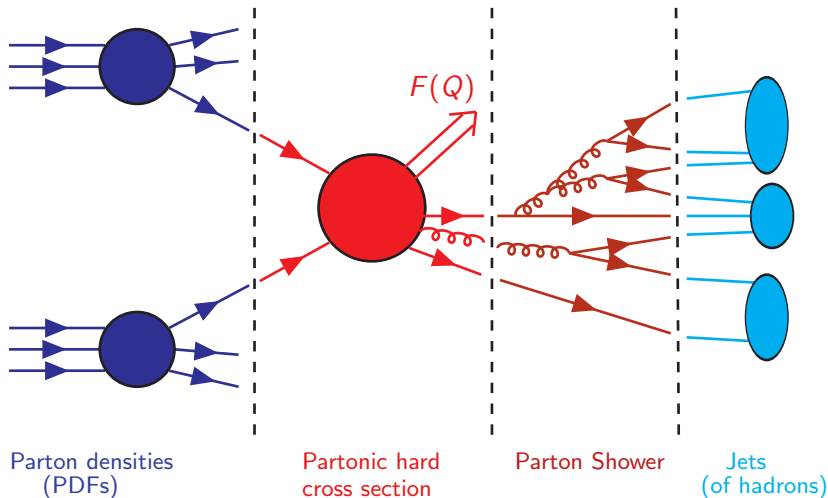 F(Q)
Parton densities
(PDFs)
Partonic hard
cross section
Parton Shower
Jets
(of hadrons)